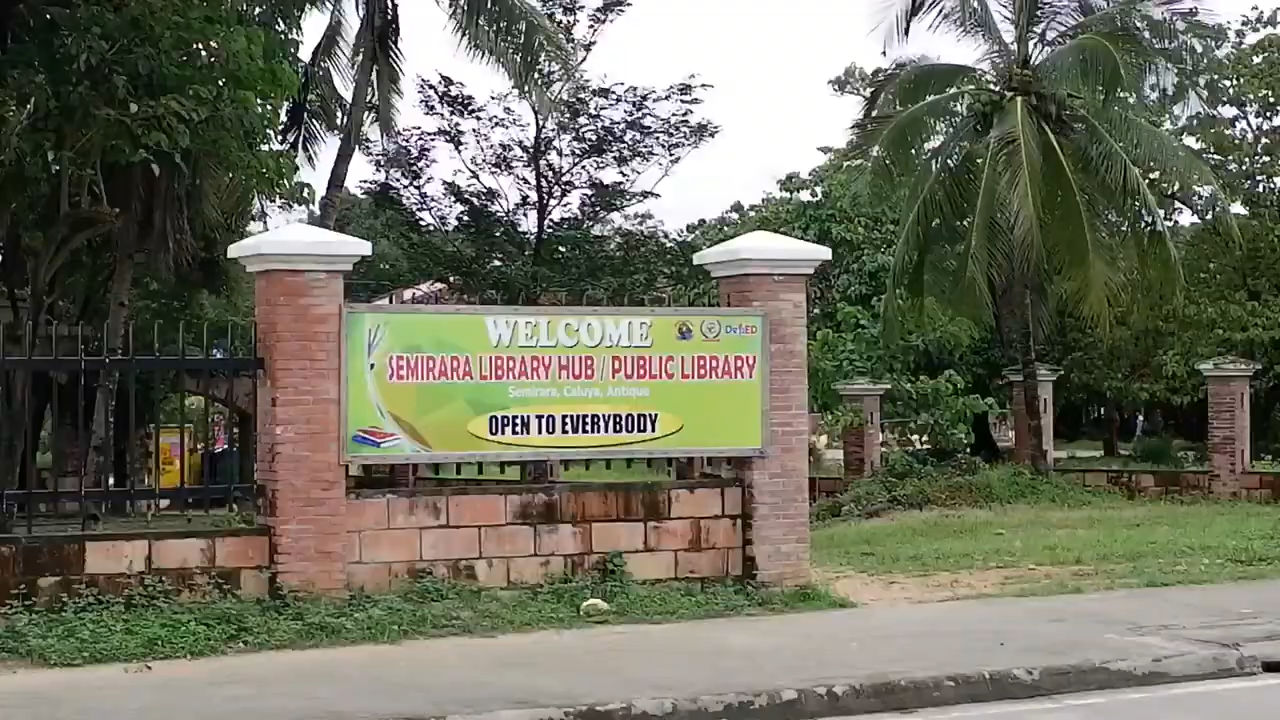 WELCOME
DepED
SEMIRARA LIBRARY HUB / PUBLIC LIBRARY
Semirara, Caluya, Antique
OPEN TO EVERYBODY